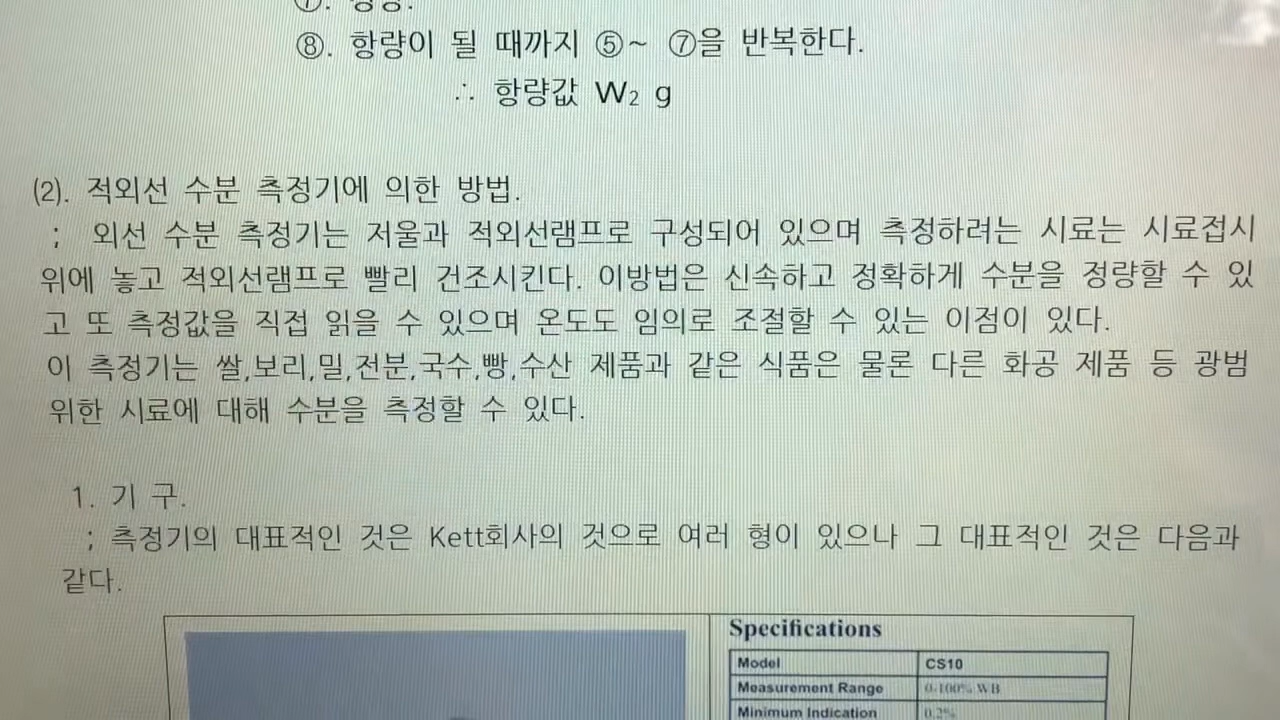 ⑧. 항량이 될 때까지 ⑤~ ⑦을 반복한다.
∴ 항량값 W₂ g
(2). 적외선 수분 측정기에 의한 방법.
; 외선 수분 측정기는 저울과 적외선램프로 구성되어 있으며 측정하려는 시료는 시료접시
위에 놓고 적외선램프로 빨리 건조시킨다. 이방법은 신속하고 정확하게 수분을 정량할 수 있
고 또 측정값을 직접 읽을 수 있으며 온도도 임의로 조절할 수 있는 이점이 있다.
이 측정기는 쌀,보리,밀,전분,국수,빵,수산 제품과 같은 식품은 물론 다른 화공 제품 등 광범
위한 시료에 대해 수분을 측정할 수 있다.
1. 기 구.
; 측정기의 대표적인 것은 Kett회사의 것으로 여러 형이 있으나 그 대표적인 것은 다음과
같다.
Specifications
Model CS10
Measurement Range 0-100% WB
Minimum Indication 0.2%